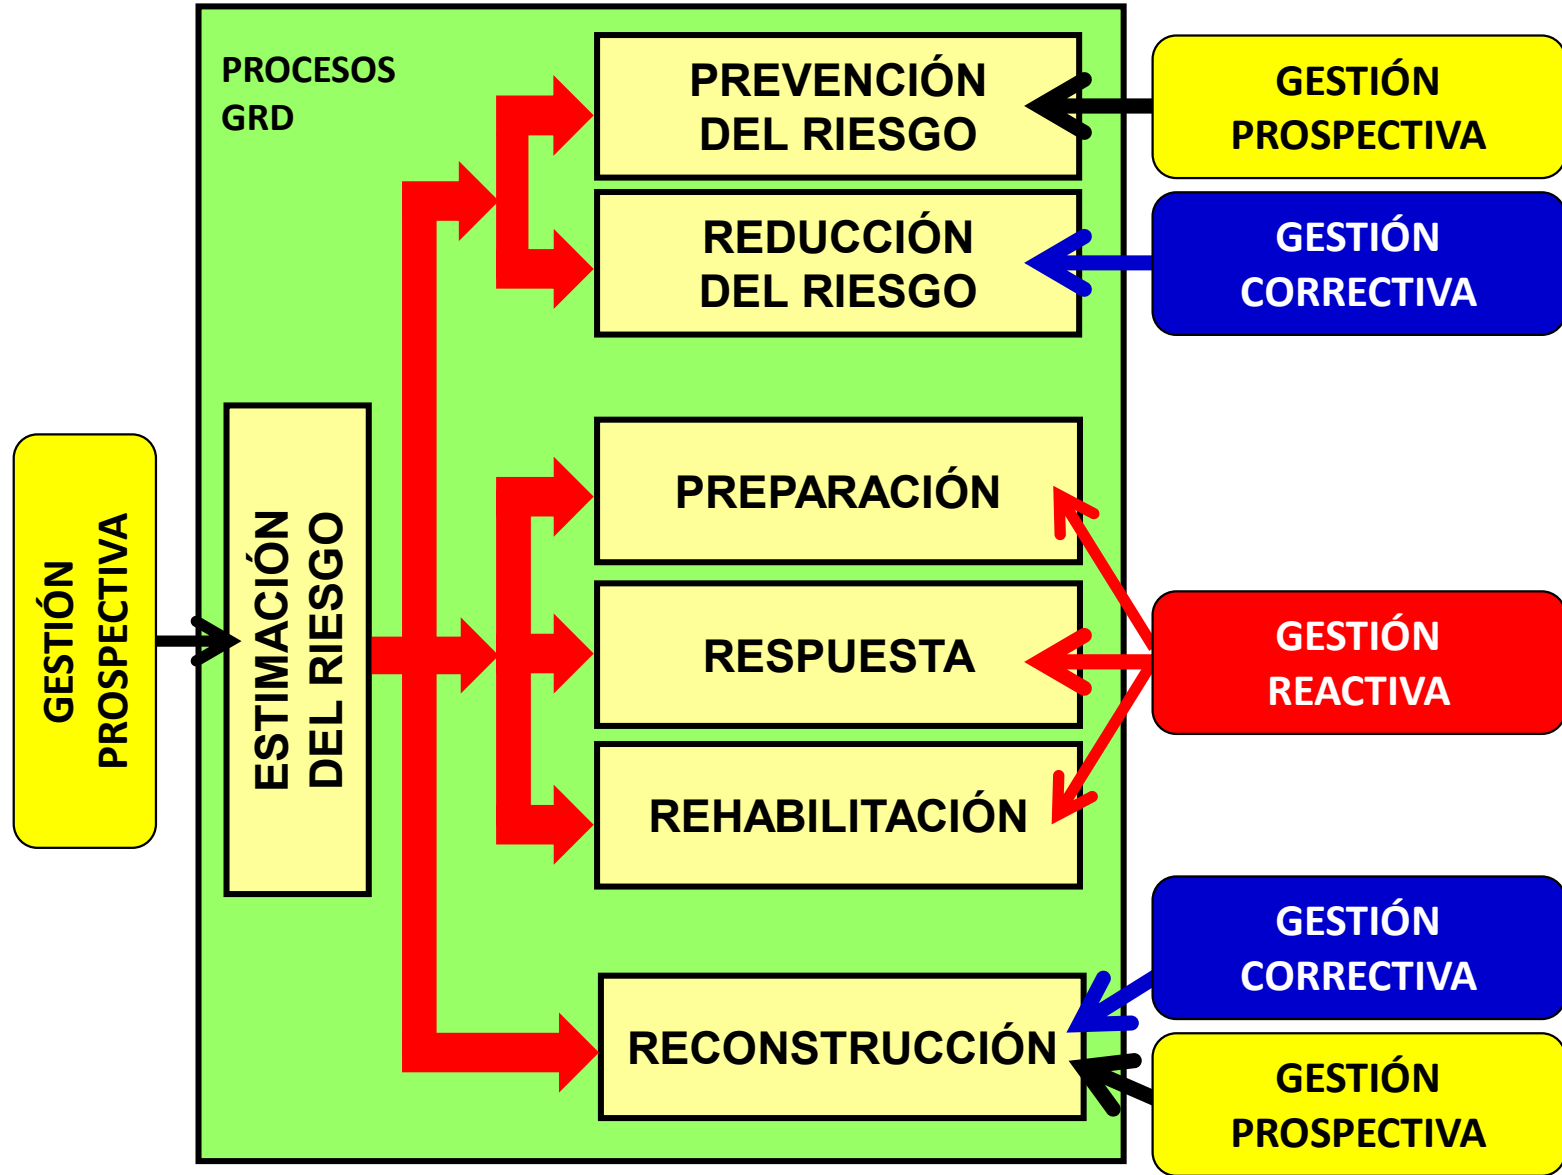 PROCESOS
GRD
GESTIÓN
PROSPECTIVA
ESTIMACIÓN
DEL RIESGO
PREVENCIÓN
DEL RIESGO
REDUCCIÓN
DEL RIESGO
PREPARACIÓN
RESPUESTA
REHABILITACIÓN
RECONSTRUCCIÓN
GESTIÓN
PROSPECTIVA
GESTIÓN
CORRECTIVA
GESTIÓN
REACTIVA
GESTIÓN
CORRECTIVA
GESTIÓN
PROSPECTIVA